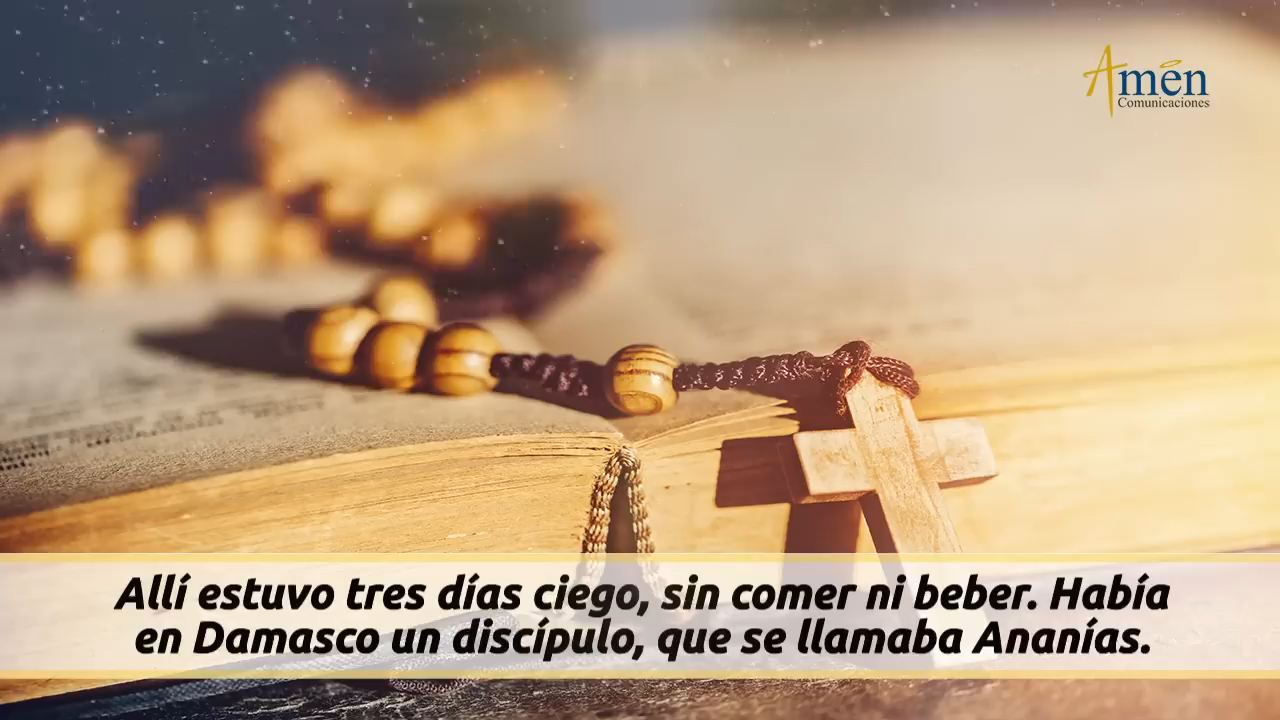 Amén
Comunicaciones
Allí estuvo tres días ciego, sin comer ni beber. Había
en Damasco un discípulo, que se llamaba Ananías.